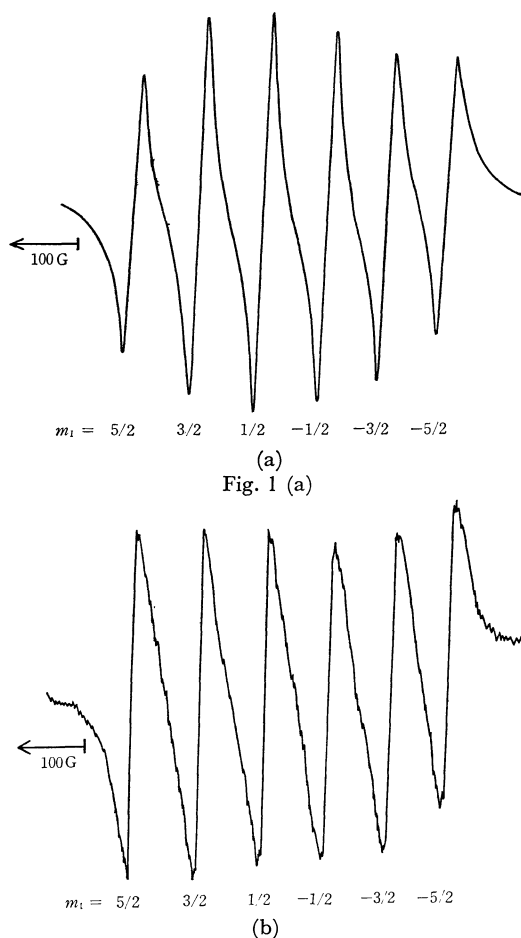 100 G
m₁ = 5/2 3/2 1/2 −1/2 −3/2 −5/2
(a)
Fig. 1 (a)
100 G
m₁ = 5/2 3/2 1/2 −1/2 −3/2 −5/2
(b)